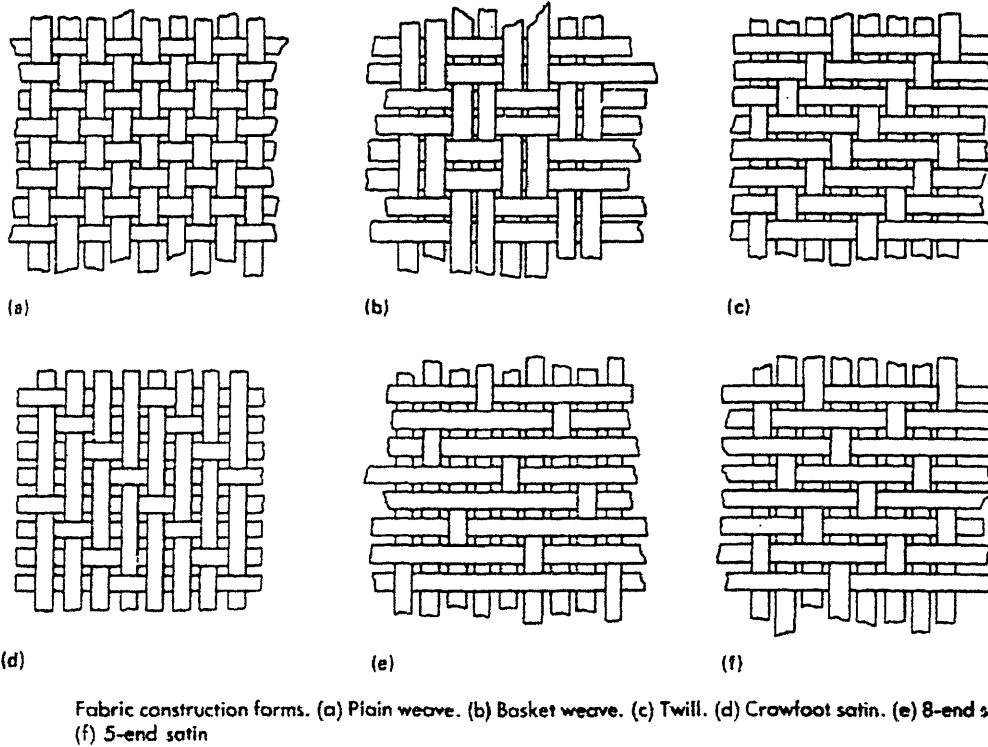 (a)
(b)
(c)
(d)
(e)
(f)
Fabric construction forms. (a) Plain weave. (b) Basket weave. (c) Twill. (d) Crowfoot satin. (e) 8-end s
(f) 5-end satin